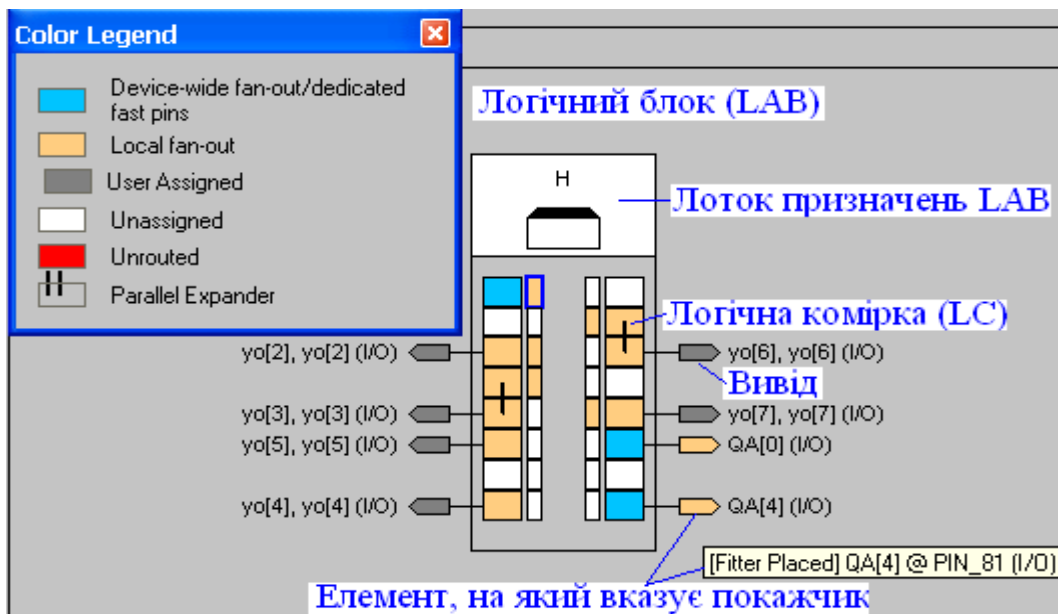 Color Legend
Device-wide fan-out/dedicated
fast pins
Local fan-out
User Assigned
Unassigned
Unrouted
Parallel Expander
Логічний блок (LAB)
H
Лоток призначень LAB
Логічна комірка (LC)
yo[2], yo[2] (I/O)
yo[6], yo[6] (I/O)
Вивід
yo[3], yo[3] (I/O)
yo[7], yo[7] (I/O)
yo[5], yo[5] (I/O)
QA[0] (I/O)
yo[4], yo[4] (I/O)
QA[4] (I/O)
[Fitter Placed] QA[4] @ PIN_81 (I/O)
Елемент, на який вказує покажчик